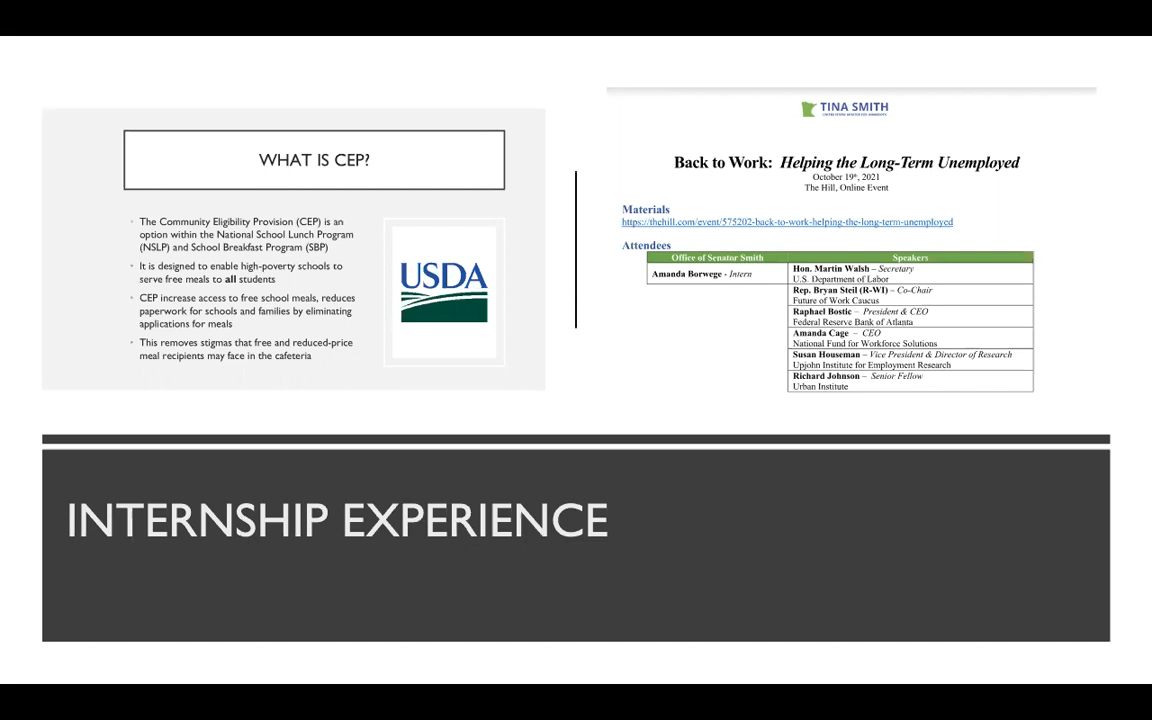 WHAT IS CEP?
The Community Eligibility Provision (CEP) is an
option within the National School Lunch Program
(NSLP) and School Breakfast Program (SBP)
It is designed to enable high-poverty schools to
serve free meals to all students
CEP increase access to free school meals, reduces
paperwork for schools and families by eliminating
applications for meals
This removes stigmas that free and reduced-price
meal recipients may face in the cafeteria
USDA
TINA SMITH
Back to Work: Helping the Long-Term Unemployed
October 19th, 2021
The Hill, Online Event
Materials
https://thehill.com/event/575202-back-to-work-helping-the-long-term-unemployed
Attendees
Office of Senator Smith
Speakers
Amanda Borwege - Intern
Hon. Martin Walsh – Secretary
U.S. Department of Labor
Rep. Bryan Steil (R-WI) – Co-Chair
Future of Work Caucus
Raphael Bostic – President & CEO
Federal Reserve Bank of Atlanta
Amanda Cage – CEO
National Fund for Workforce Solutions
Susan Houseman – Vice President & Director of Research
Upjohn Institute for Employment Research
Richard Johnson – Senior Fellow
Urban Institute
INTERNSHIP EXPERIENCE